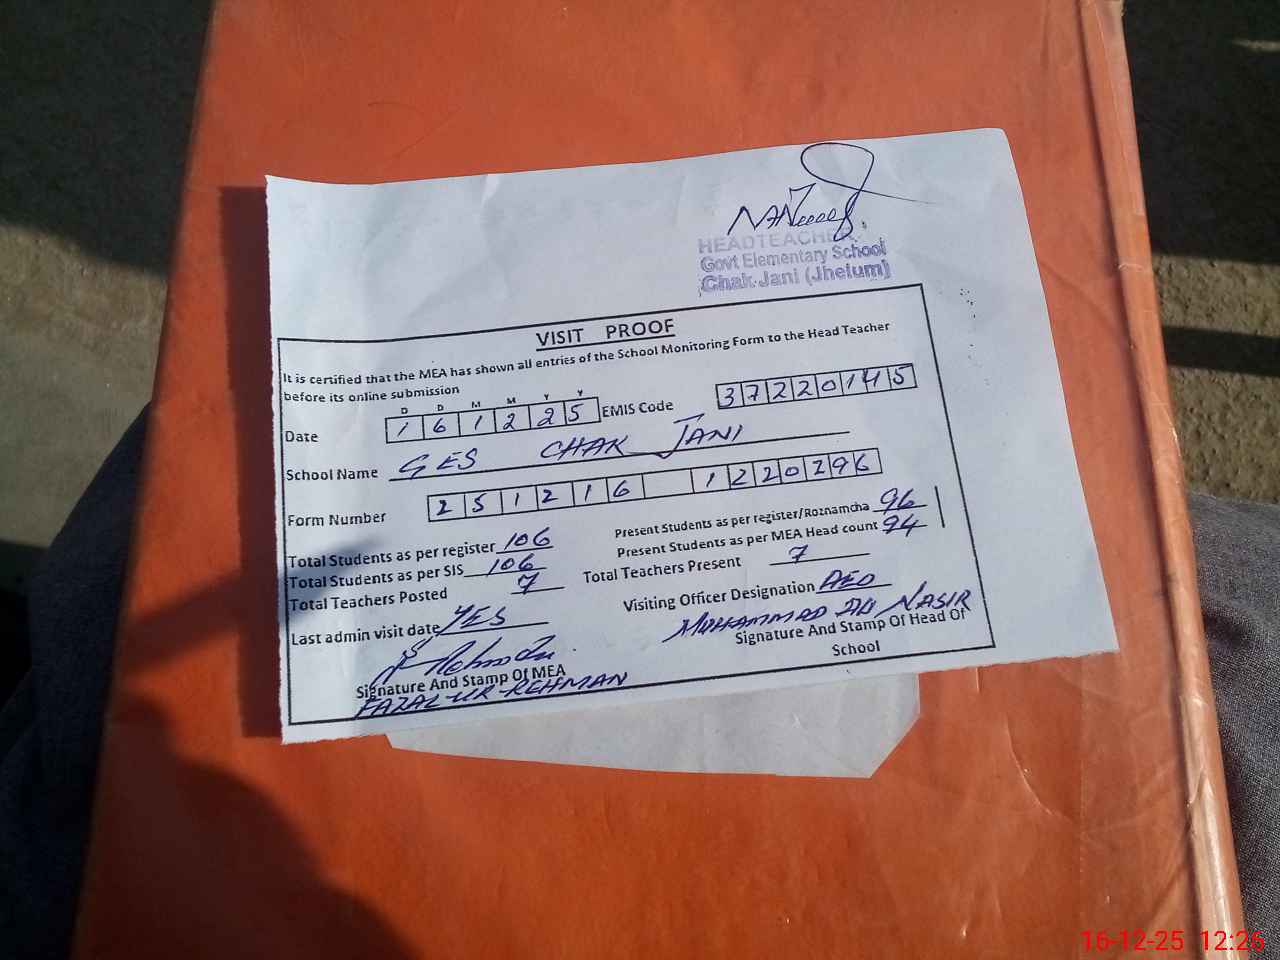 HEADTEACHER
Govt Elementary School
Chak Jani (Jhelum)
VISIT PROOF
It is certified that the MEA has shown all entries of the School Monitoring Form to the Head Teacher
before its online submission
D D M M Y Y
Date 1 6 1 2 2 5 EMIS Code 3 7 2 2 0 1 4 5
School Name GES CHAK JANI
Form Number 2 5 1 2 1 6 1 2 2 0 2 9 6
Total Students as per register 106 Present Students as per register/Roznamcha 96
Total Students as per SIS 106 Present Students as per MEA Head count 94
Total Teachers Posted 7 Total Teachers Present 7
Last admin visit date YES Visiting Officer Designation AEO
MUHAMMAD ALI NASIR
Signature And Stamp Of MEA Signature And Stamp Of Head Of
School
FAZAL-UR-REHMAN
16-12-25 12:26